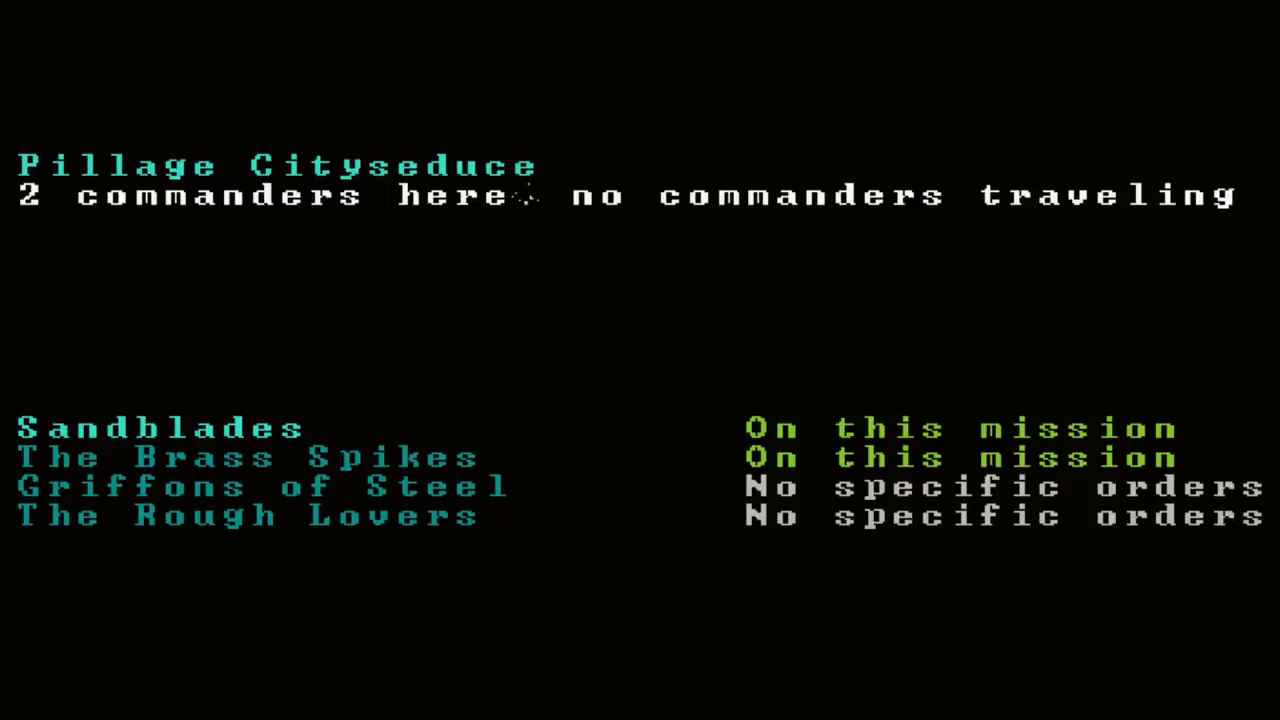 Pillage Cityseduce
2 commanders here, no commanders traveling
Sandblades On this mission
The Brass Spikes On this mission
Griffons of Steel No specific orders
The Rough Lovers No specific orders